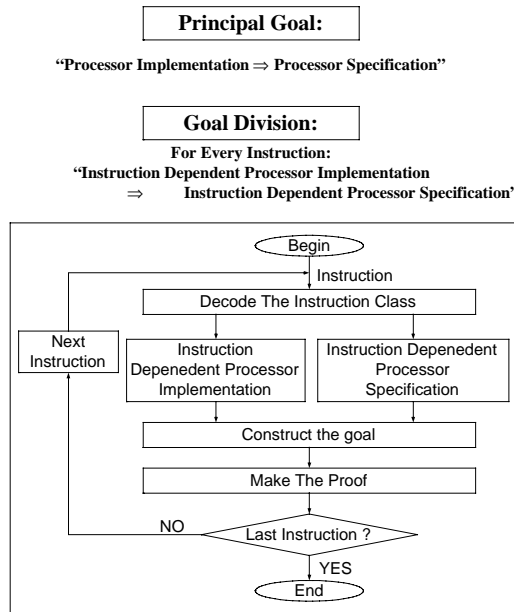 Principal Goal:
“Processor Implementation ⇒ Processor Specification”
Goal Division:
For Every Instruction:
“Instruction Dependent Processor Implementation
⇒ Instruction Dependent Processor Specification”
Begin
Instruction
Decode The Instruction Class
Next
Instruction
Instruction
Depenedent Processor
Implementation
Instruction Depenedent
Processor
Specification
Construct the goal
Make The Proof
NO
Last Instruction ?
YES
End